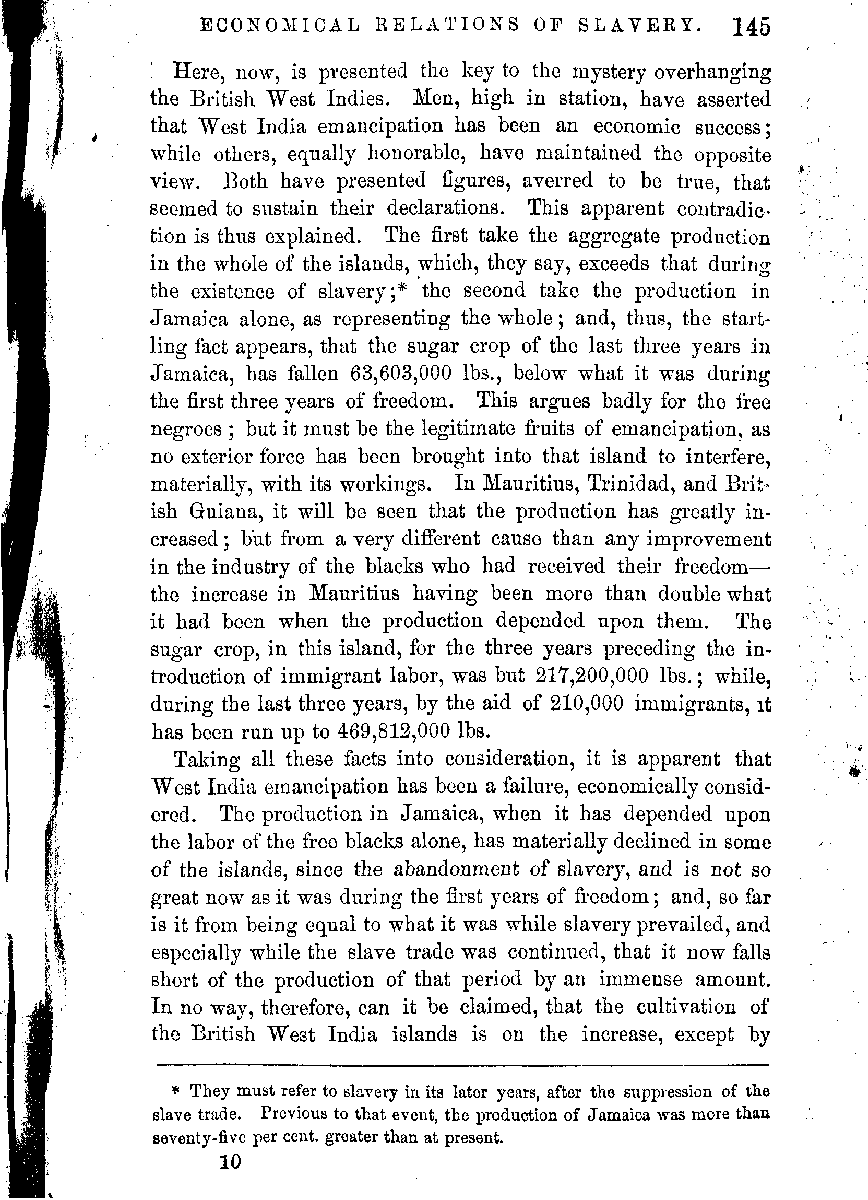 ECONOMICAL RELATIONS OF SLAVERY. 145
Here, now, is presented the key to the mystery overhanging
the British West Indies. Men, high in station, have asserted
that West India emancipation has been an economic success;
while others, equally honorable, have maintained the opposite
view. Both have presented figures, averred to be true, that
seemed to sustain their declarations. This apparent contradic-
tion is thus explained. The first take the aggregate production
in the whole of the islands, which, they say, exceeds that during
the existence of slavery;* the second take the production in
Jamaica alone, as representing the whole; and, thus, the start-
ling fact appears, that the sugar crop of the last three years in
Jamaica, has fallen 63,603,000 lbs., below what it was during
the first three years of freedom. This argues badly for the free
negroes; but it must be the legitimate fruits of emancipation, as
no exterior force has been brought into that island to interfere,
materially, with its workings. In Mauritius, Trinidad, and Brit-
ish Guiana, it will be seen that the production has greatly in-
creased; but from a very different cause than any improvement
in the industry of the blacks who had received their freedom—
the increase in Mauritius having been more than double what
it had been when the production depended upon them. The
sugar crop, in this island, for the three years preceding the in-
troduction of immigrant labor, was but 217,200,000 lbs.; while,
during the last three years, by the aid of 210,000 immigrants, it
has been run up to 469,812,000 lbs.
Taking all these facts into consideration, it is apparent that
West India emancipation has been a failure, economically consid-
ered. The production in Jamaica, when it has depended upon
the labor of the free blacks alone, has materially declined in some
of the islands, since the abandonment of slavery, and is not so
great now as it was during the first years of freedom; and, so far
is it from being equal to what it was while slavery prevailed, and
especially while the slave trade was continued, that it now falls
short of the production of that period by an immense amount.
In no way, therefore, can it be claimed, that the cultivation of
the British West India islands is on the increase, except by
* They must refer to slavery in its later years, after the suppression of the
slave trade. Previous to that event, the production of Jamaica was more than
seventy-five per cent. greater than at present.
10